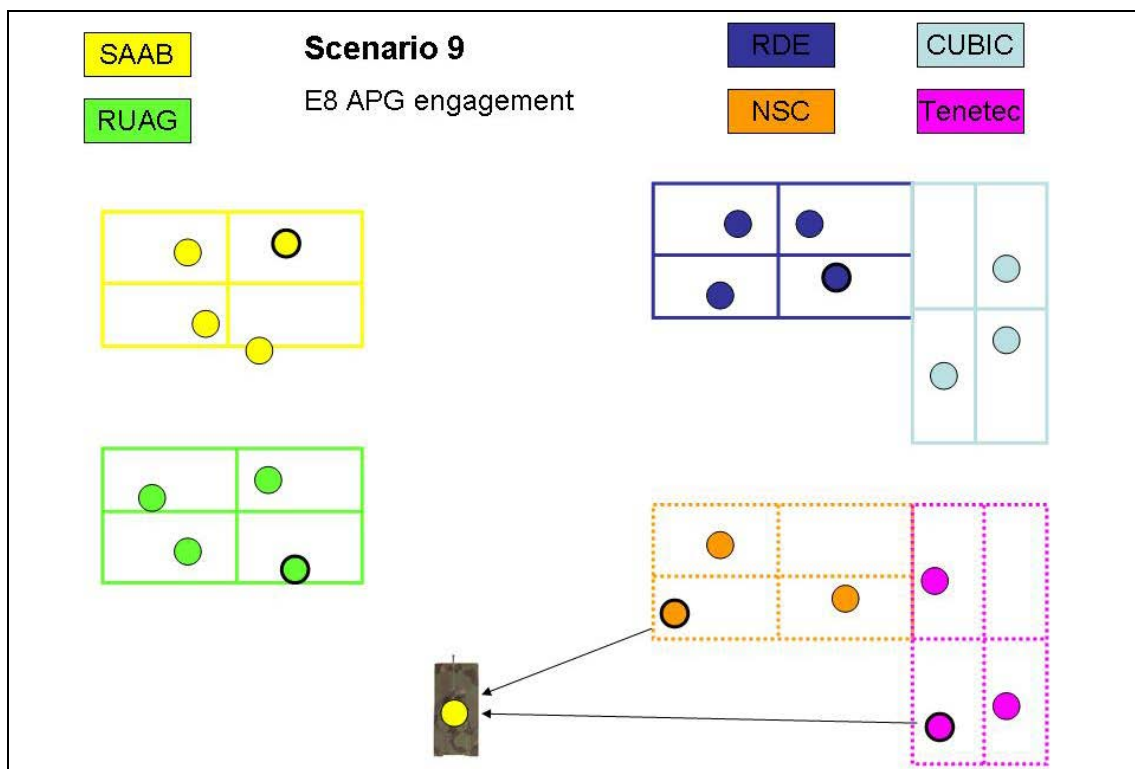 SAAB
Scenario 9
RDE
CUBIC
RUAG
E8 APG engagement
NSC
Tenetec